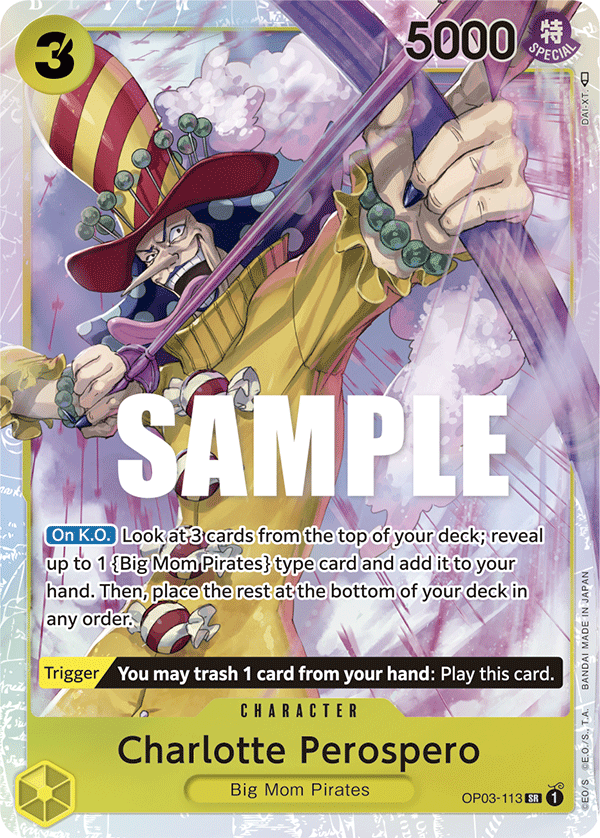 3
5000
特
SPECIAL
DAI-XT.
SAMPLE
On K.O. Look at 3 cards from the top of your deck; reveal
up to 1 {Big Mom Pirates} type card and add it to your
hand. Then, place the rest at the bottom of your deck in
any order.
Trigger You may trash 1 card from your hand: Play this card.
CHARACTER
Charlotte Perospero
Big Mom Pirates
OP03-113 SR 1
©E.O/S ©E.O./S., T.A. BANDAI MADE IN JAPAN